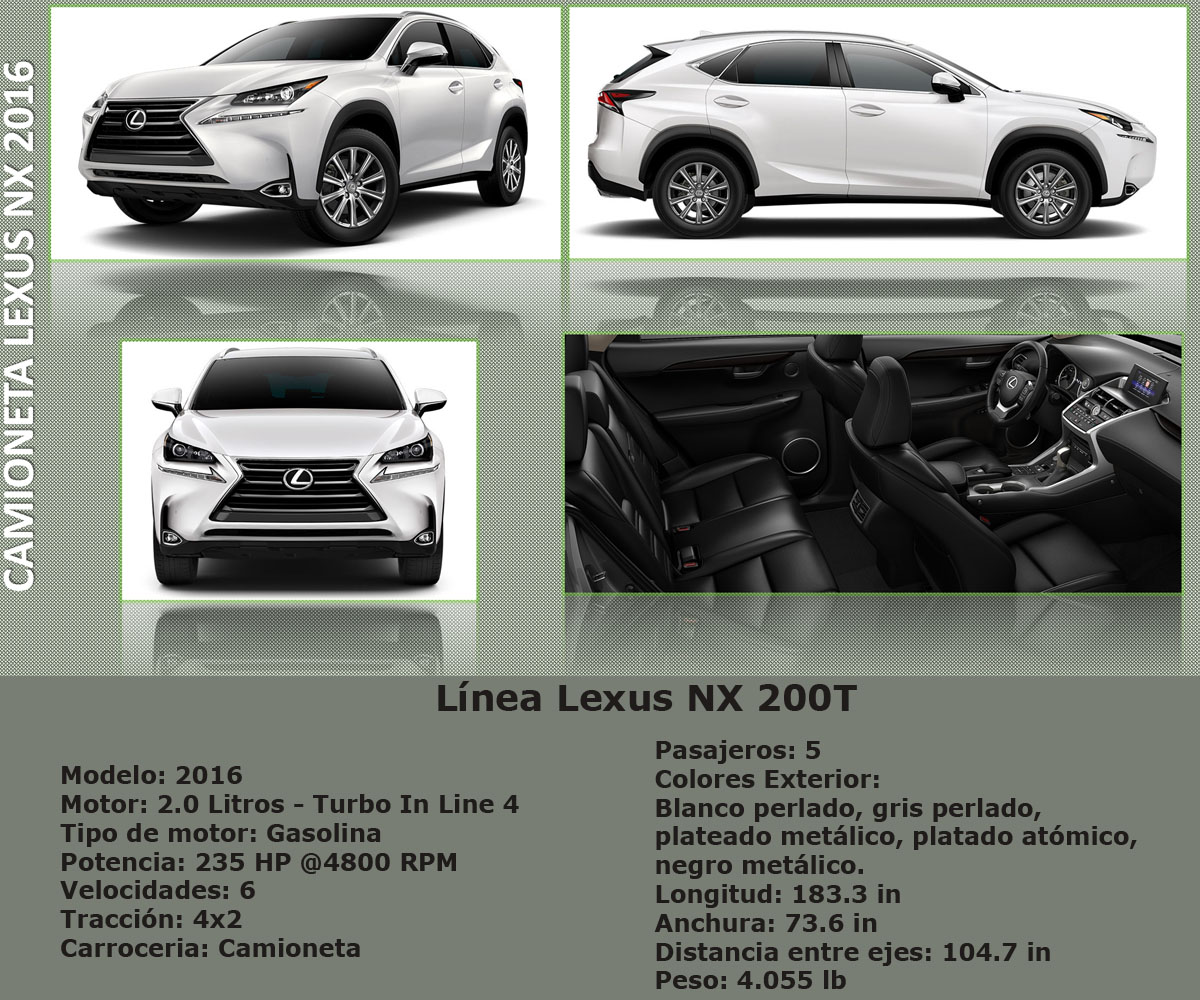 CAMIONETA LEXUS NX 2016
Línea Lexus NX 200T
Modelo: 2016
Motor: 2.0 Litros - Turbo In Line 4
Tipo de motor: Gasolina
Potencia: 235 HP @4800 RPM
Velocidades: 6
Tracción: 4x2
Carroceria: Camioneta
Pasajeros: 5
Colores Exterior:
Blanco perlado, gris perlado,
plateado metálico, platado atómico,
negro metálico.
Longitud: 183.3 in
Anchura: 73.6 in
Distancia entre ejes: 104.7 in
Peso: 4.055 lb